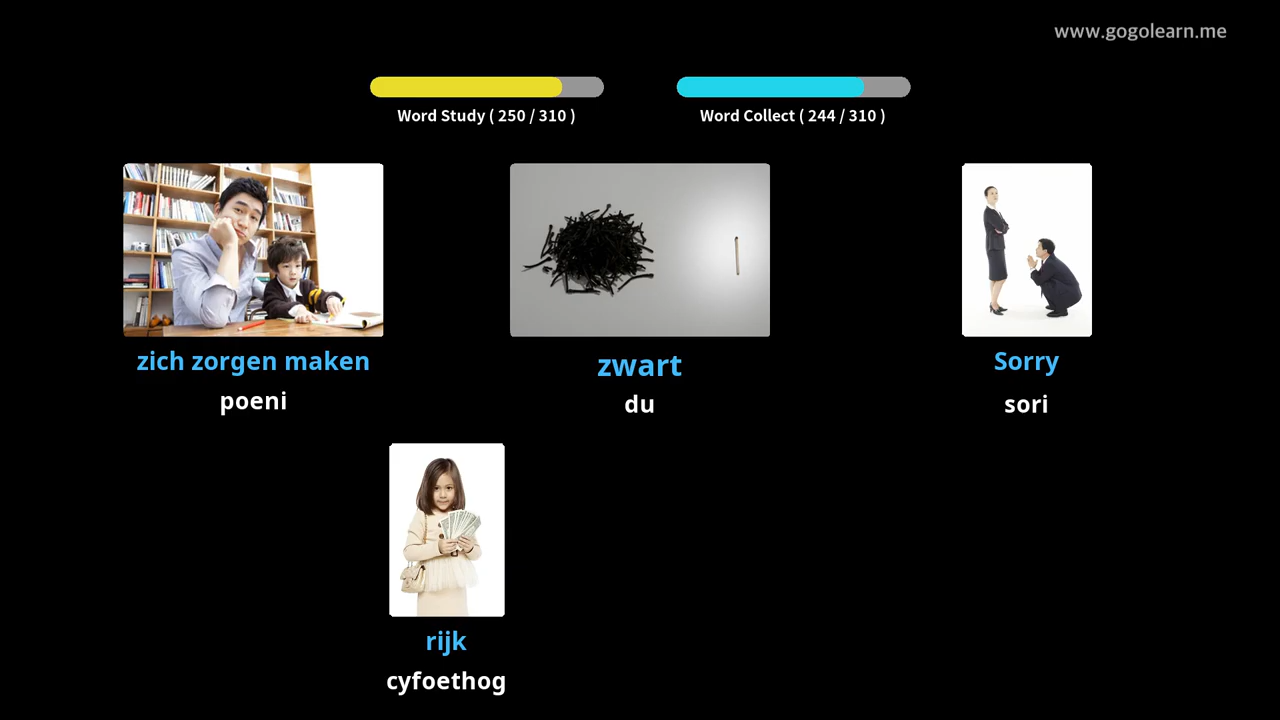 www.gogolearn.me
Word Study ( 250 / 310 )
Word Collect ( 244 / 310 )
zich zorgen maken
poeni
zwart
du
Sorry
sori
rijk
cyfoethog